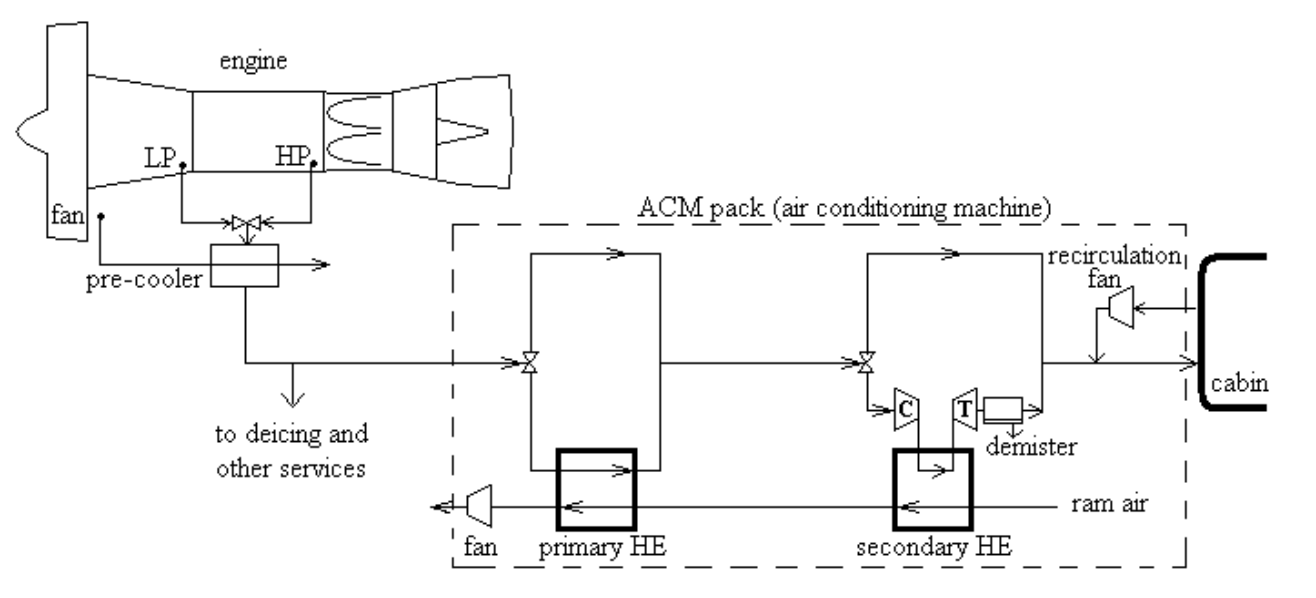 engine
LP
HP
fan
pre-cooler
to deicing and
other services
ACM pack (air conditioning machine)
recirculation
fan
cabin
C
T
demister
ram air
fan
primary HE
secondary HE